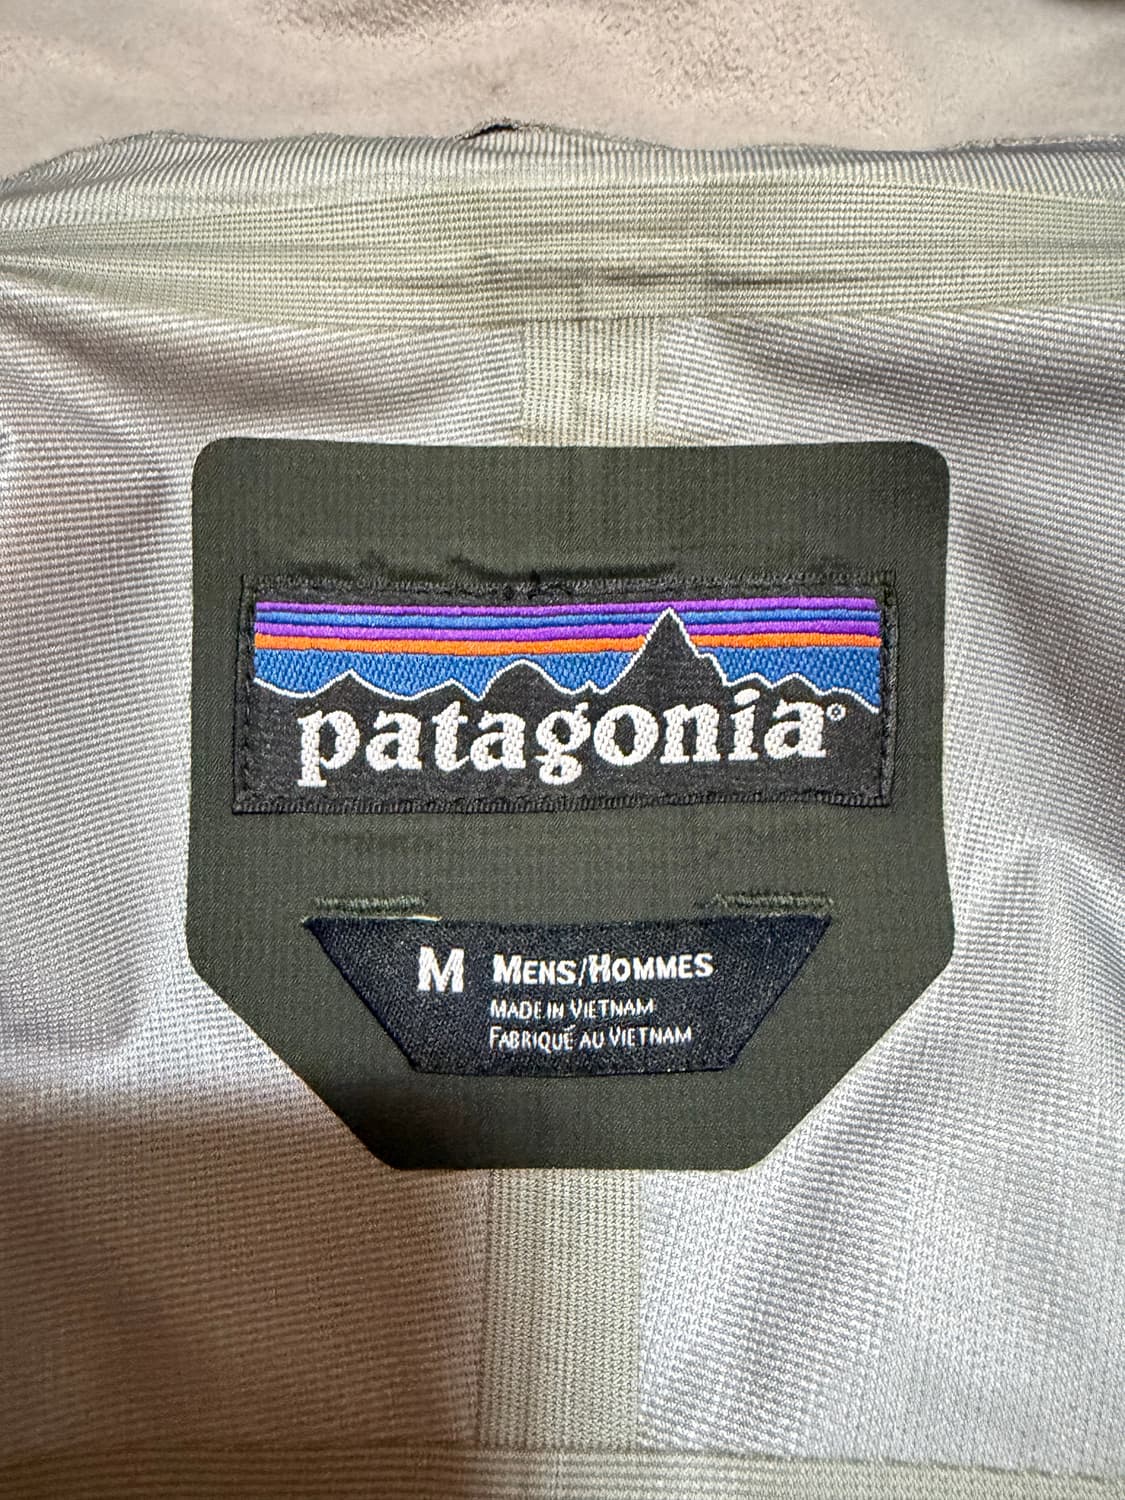 patagonia®
M MENS/HOMMES
MADE IN VIETNAM
FABRIQUÉ AU VIETNAM